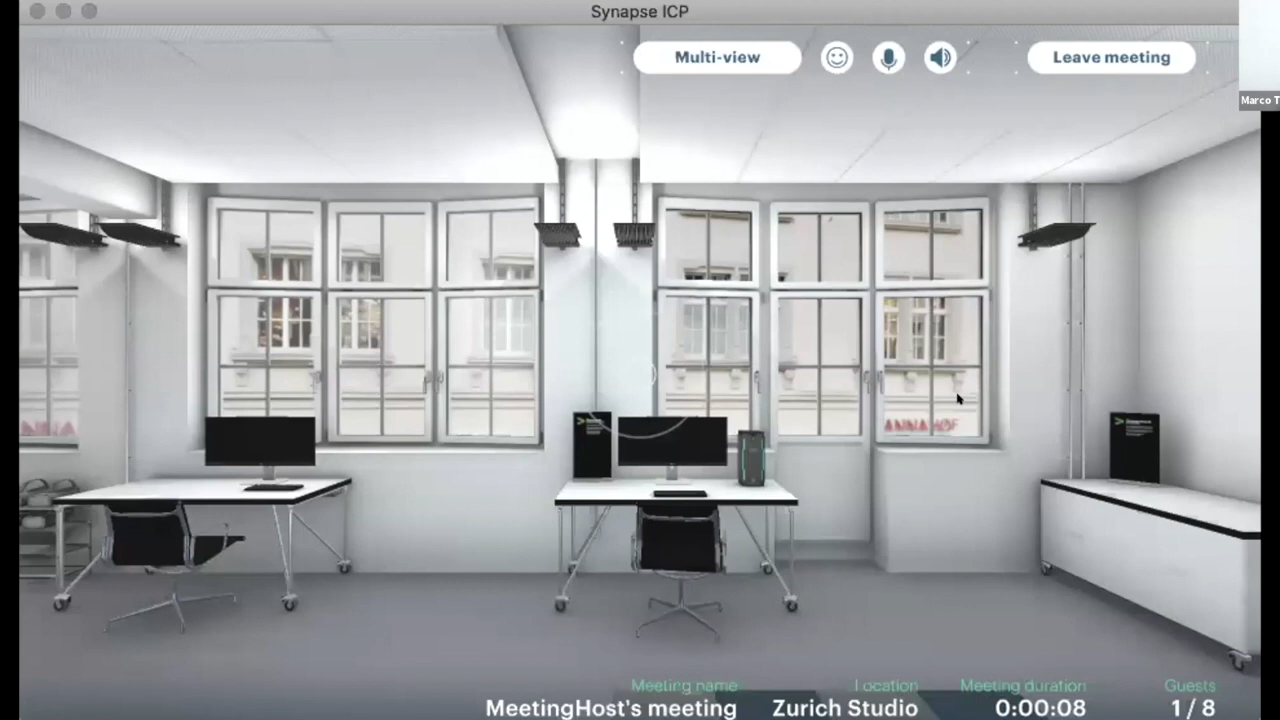 Synapse ICP
Multi-view
Leave meeting
Marco T
ANNAHOF
Meeting name
Location
Meeting duration
Guests
MeetingHost's meeting
Zurich Studio
0:00:08
1 / 8